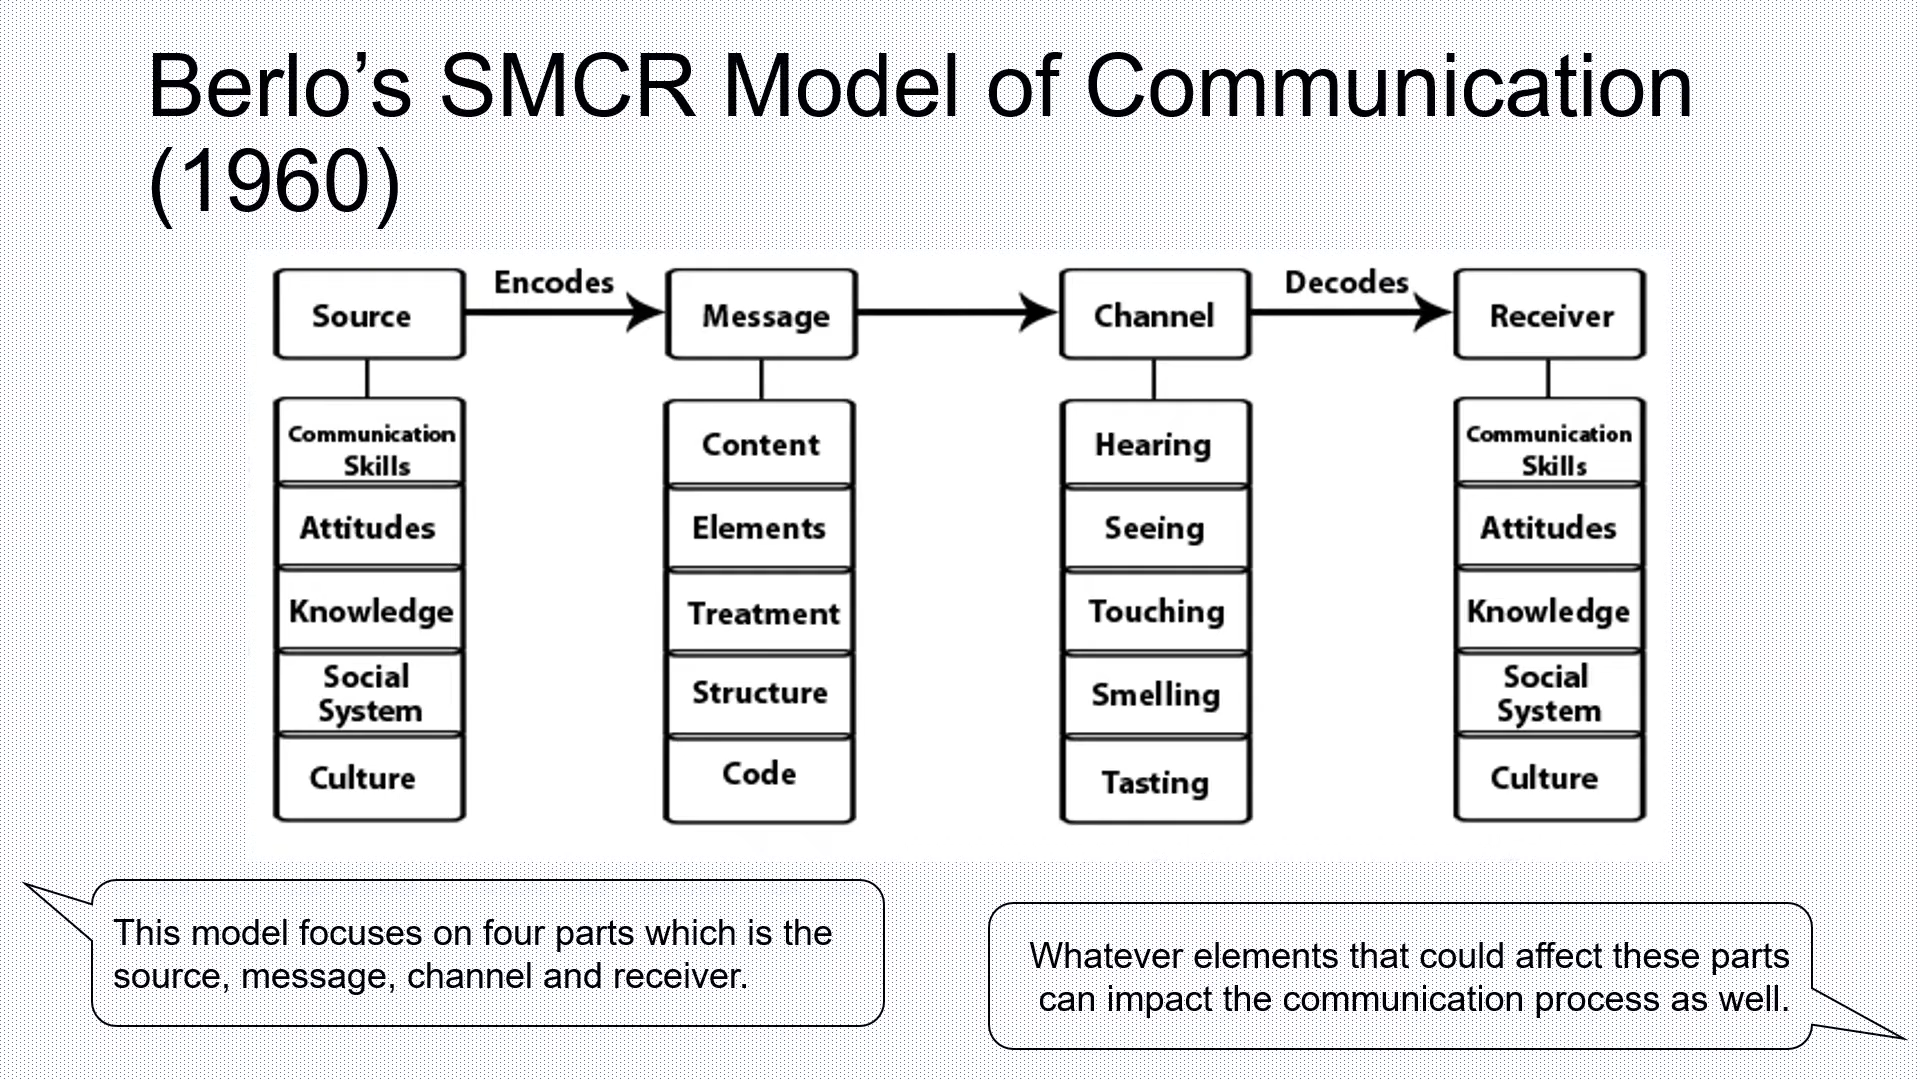 Berlo’s SMCR Model of Communication
(1960)
Source
Encodes
Message
Channel
Decodes
Receiver
Communication
Skills
Attitudes
Knowledge
Social
System
Culture
Content
Elements
Treatment
Structure
Code
Hearing
Seeing
Touching
Smelling
Tasting
Communication
Skills
Attitudes
Knowledge
Social
System
Culture
This model focuses on four parts which is the
source, message, channel and receiver.
Whatever elements that could affect these parts
can impact the communication process as well.